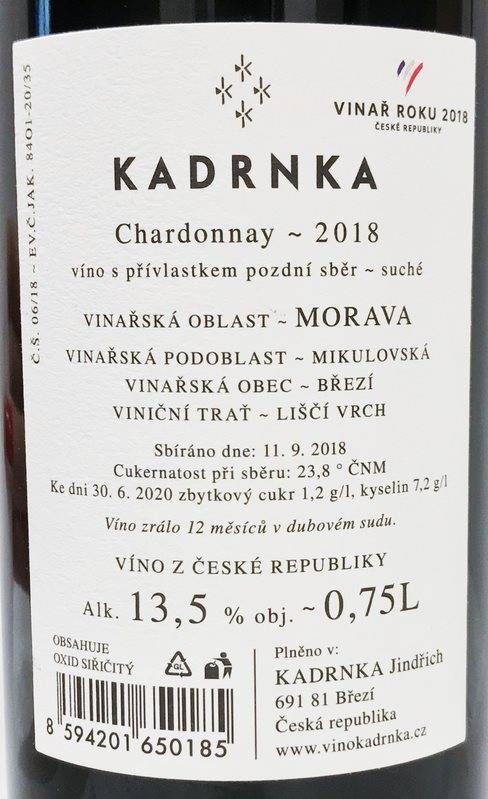 VINAŘ ROKU 2018
ČESKÉ REPUBLIKY
KADRNKA
Chardonnay ~ 2018
víno s přívlastkem pozdní sběr ~ suché
VINAŘSKÁ OBLAST ~ MORAVA
VINAŘSKÁ PODOBLAST ~ MIKULOVSKÁ
VINAŘSKÁ OBEC ~ BŘEZÍ
VINIČNÍ TRAŤ ~ LIŠČÍ VRCH
Sbíráno dne: 11. 9. 2018
Cukernatost při sběru: 23,8 ° ČNM
Ke dni 30. 6. 2020 zbytkový cukr 1,2 g/l, kyselin 7,2 g/l
Víno zrálo 12 měsíců v dubovém sudu.
VÍNO Z ČESKÉ REPUBLIKY
Alk. 13,5 % obj. ~ 0,75L
OBSAHUJE
OXID SIŘIČITÝ
GL
8 594201 650185
Plněno v:
KADRNKA Jindřich
691 81 Březí
Česká republika
www.vinokadrnka.cz
Č.Š. 06/18 ~ EV.Č.JAK. 84O1-20/35